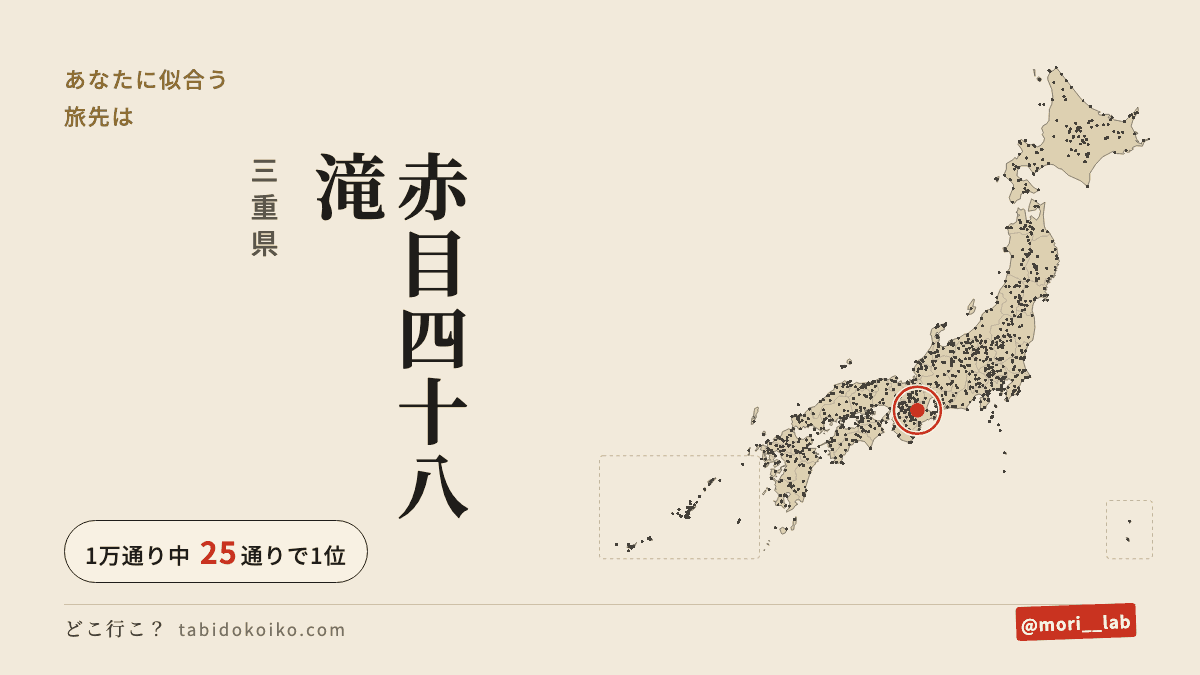 あなたに似合う
旅先は
赤目四十八
滝
三重県
1万通り中 25通りで1位
どこ行こ？ tabidokoiko.com
@mori__lab